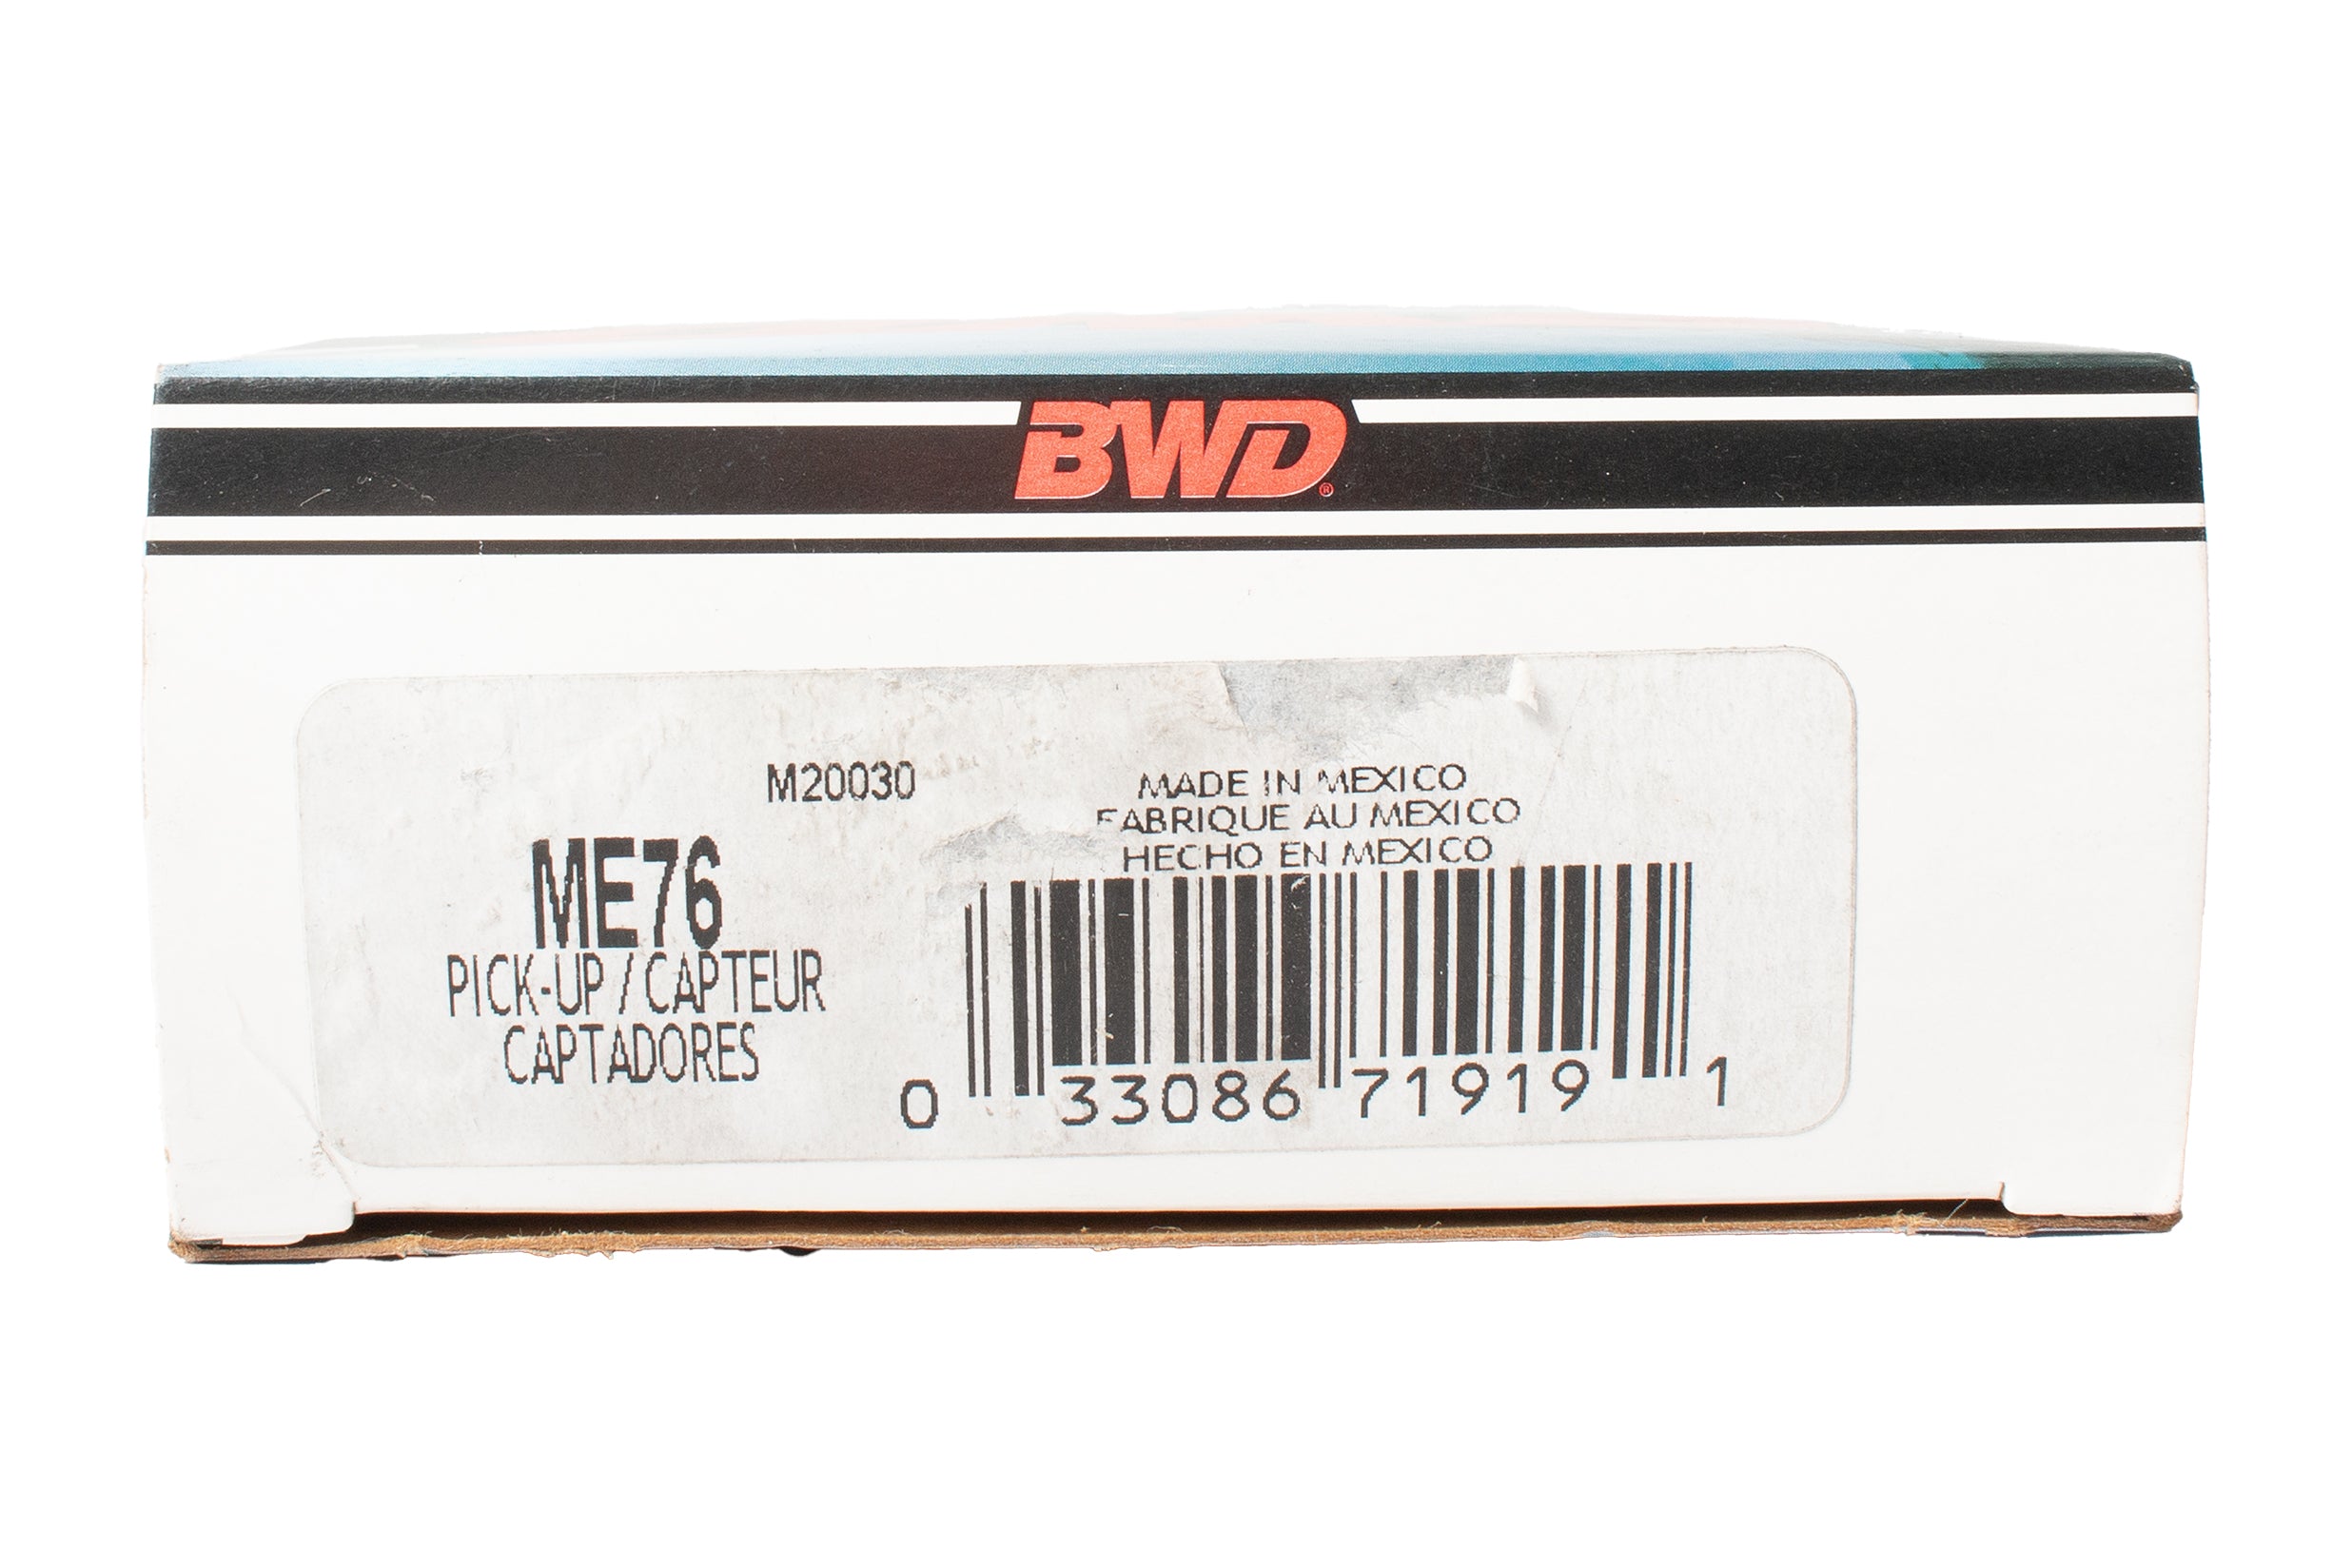 BWD®
M20030
ME76
PICK-UP / CAPTEUR
CAPTADORES
MADE IN MEXICO
FABRIQUE AU MEXICO
HECHO EN MEXICO
0 33086 71919 1